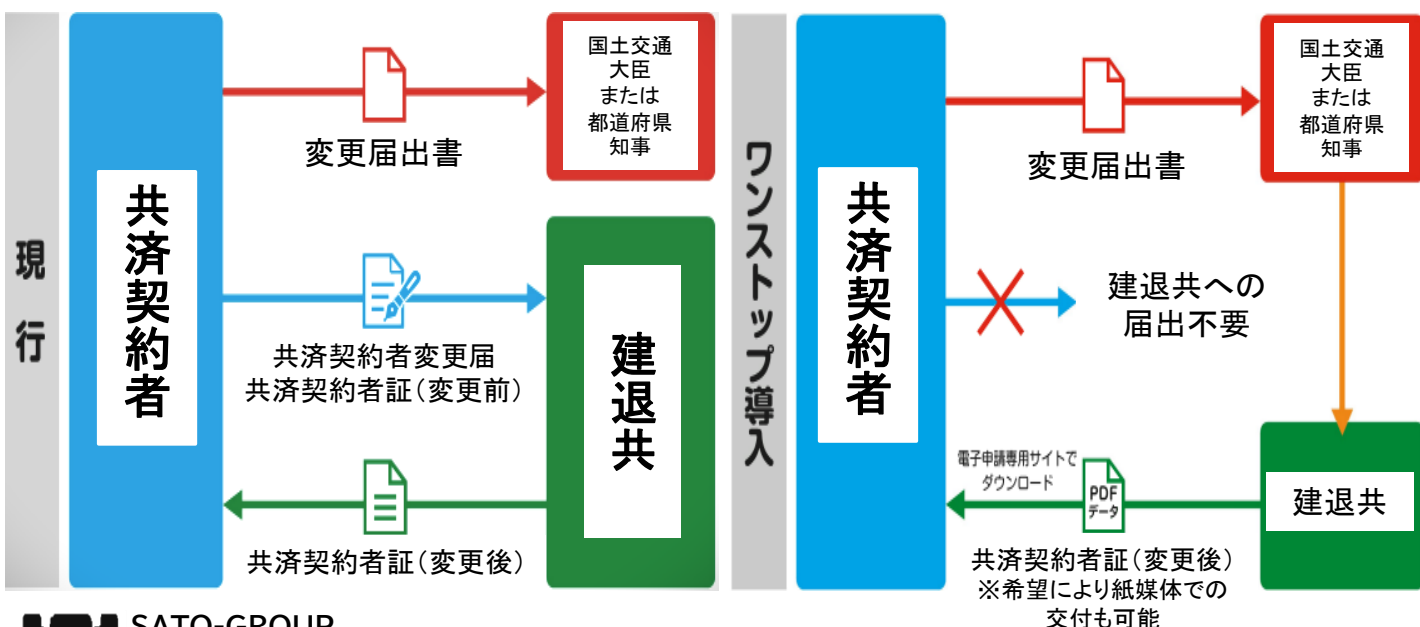 現行
共済契約者
変更届出書
国土交通
大臣
または
都道府県
知事
共済契約者変更届
共済契約者証(変更前)
建退共
共済契約者証(変更後)
ワンストップ導入
共済契約者
変更届出書
国土交通
大臣
または
都道府県
知事
建退共への
届出不要
電子申請専用サイトで
ダウンロード
PDF
データ
建退共
共済契約者証(変更後)
※希望により紙媒体での
交付も可能
SATO-GROUP